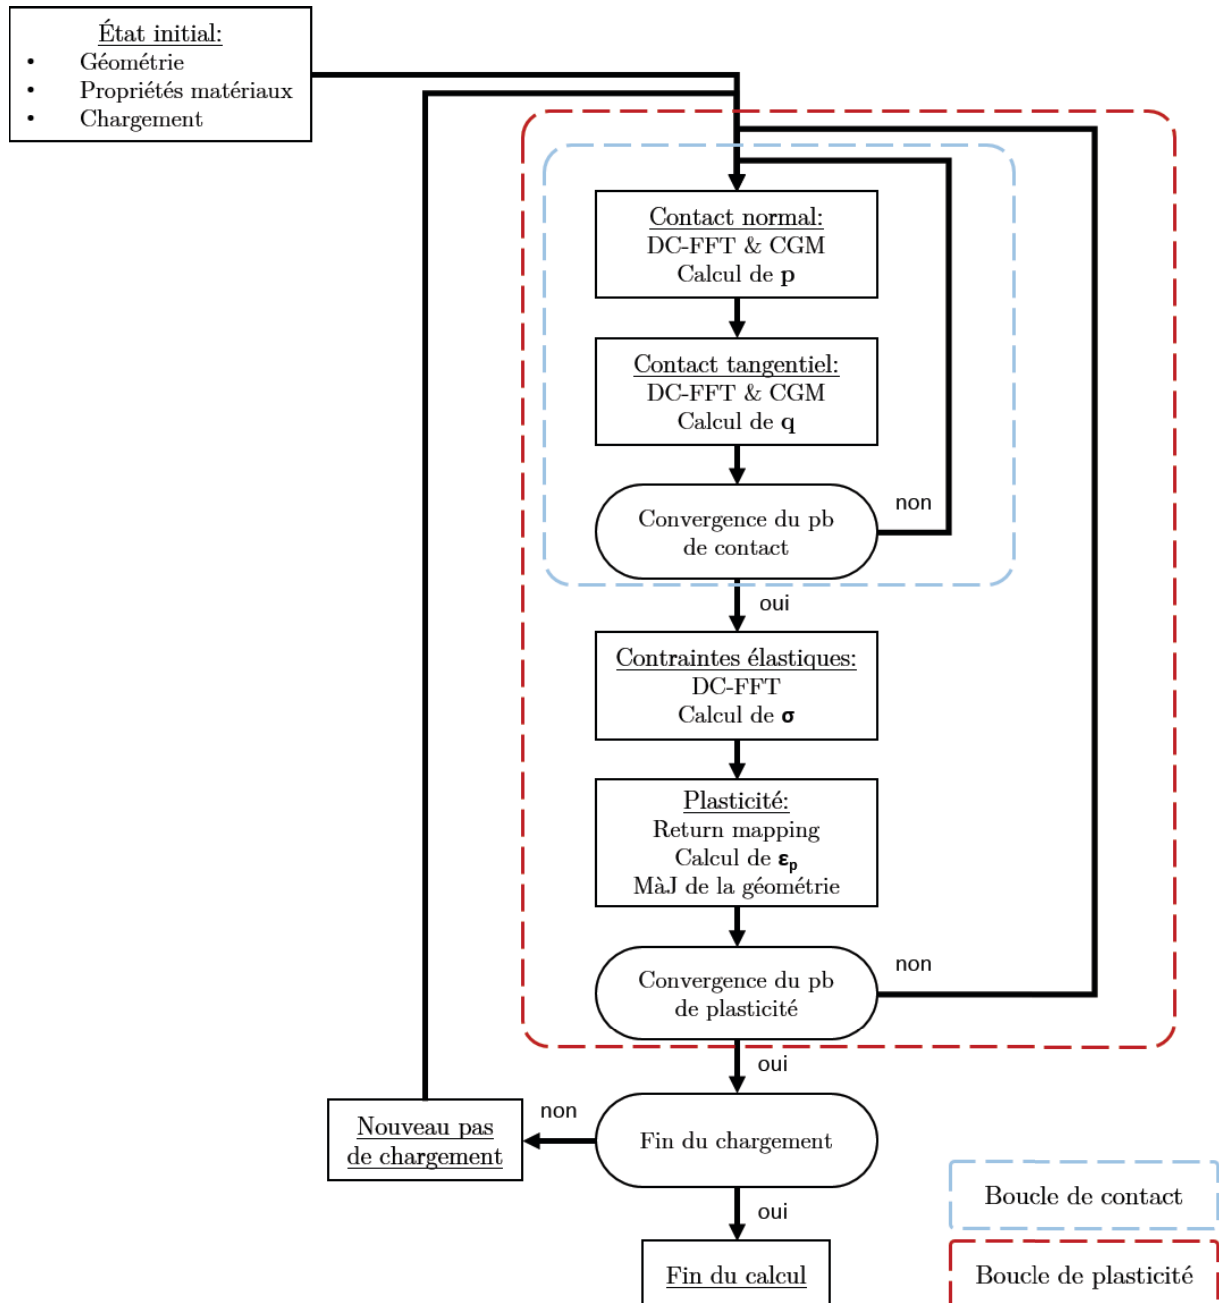 État initial:
• Géométrie
• Propriétés matériaux
• Chargement
Contact normal:
DC-FFT & CGM
Calcul de p
Contact tangentiel:
DC-FFT & CGM
Calcul de q
Convergence du pb
de contact
non
oui
Contraintes élastiques:
DC-FFT
Calcul de σ
Plasticité:
Return mapping
Calcul de εp
MàJ de la géométrie
Convergence du pb
de plasticité
non
oui
Fin du chargement
non
Nouveau pas
de chargement
oui
Fin du calcul
Boucle de contact
Boucle de plasticité